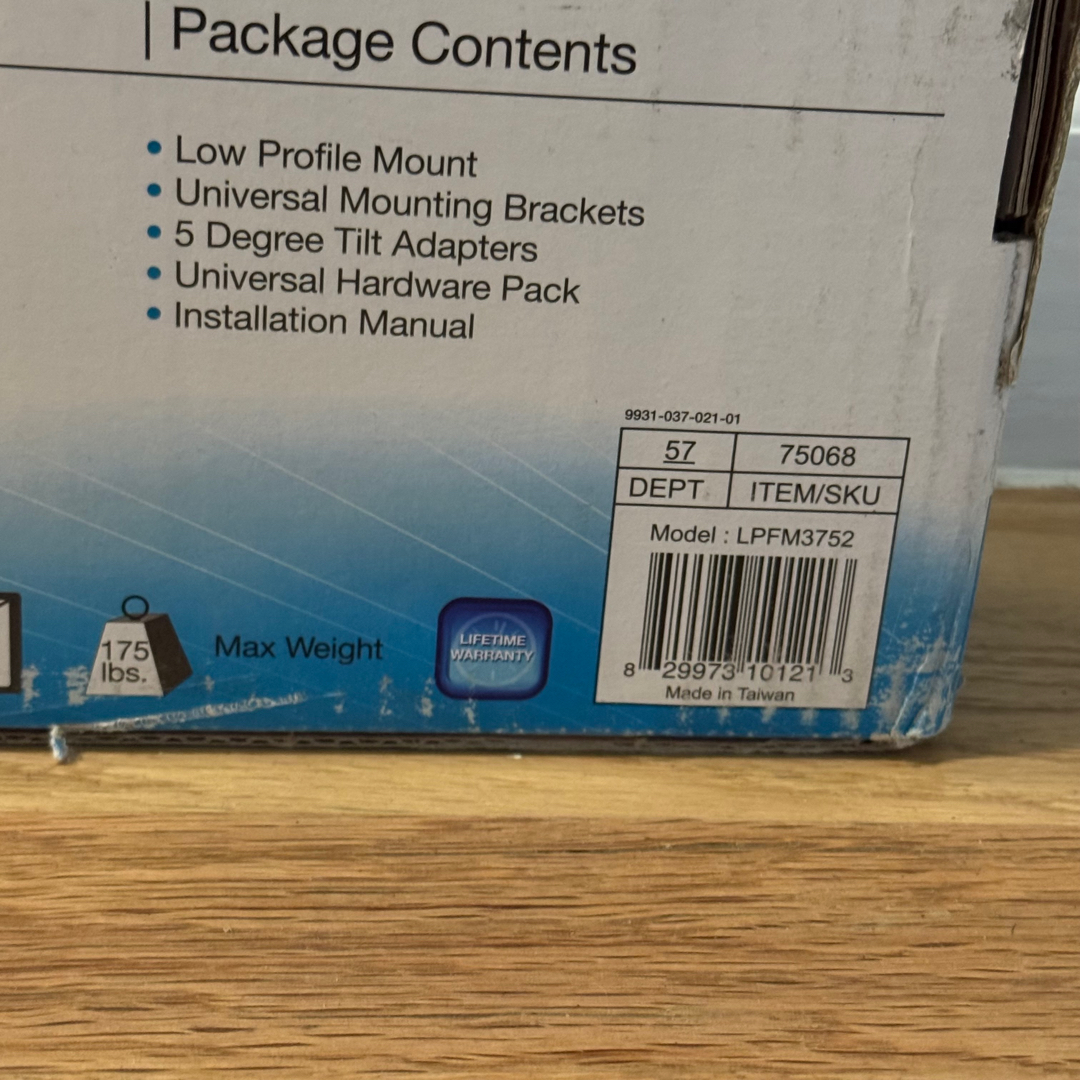 Package Contents
• Low Profile Mount
• Universal Mounting Brackets
• 5 Degree Tilt Adapters
• Universal Hardware Pack
• Installation Manual
9931-037-021-01
57 75068
DEPT. ITEM/SKU
Model : LPFM3752
8 29973 10121 3
Made in Taiwan
175
lbs.
Max Weight
LIFETIME
WARRANTY